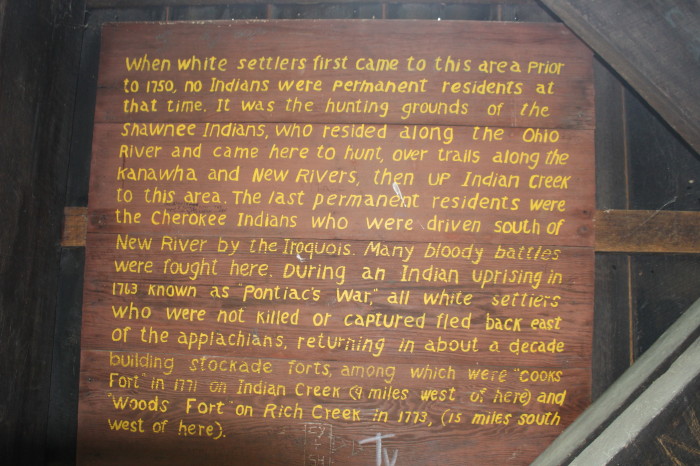 When white settlers first came to this area prior
to 1750, no Indians were permanent residents at
that time. It was the hunting grounds of the
Shawnee Indians, who resided along the Ohio
River and came here to hunt, over trails along the
Kanawha and New Rivers, then up Indian Creek
to this area. The last permanent residents were
the Cherokee Indians who were driven south of
New River by the Iroquois. Many bloody battles
were fought here. During an Indian uprising in
1763 known as "Pontiac's War," all white settlers
who were not killed or captured fled back east
of the applachians, returning in about a decade
building stockade forts, among which were "Cooks
Fort" in 1771 on Indian Creek (9 miles west of here) and
"Woods Fort" on Rich Creek in 1773, (15 miles south
west of here).